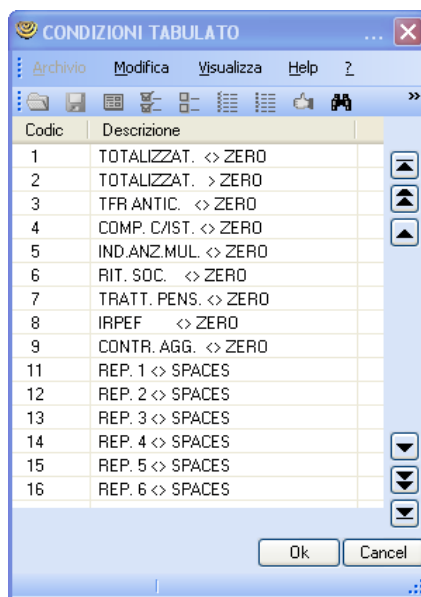 CONDIZIONI TABULATO ...
Archivio Modifica Visualizza Help ?
»
Codic Descrizione
1 TOTALIZZAT. <> ZERO
2 TOTALIZZAT. > ZERO
3 TFR ANTIC. <> ZERO
4 COMP. C/IST. <> ZERO
5 IND.ANZ.MUL. <> ZERO
6 RIT. SOC. <> ZERO
7 TRATT. PENS. <> ZERO
8 IRPEF <> ZERO
9 CONTR. AGG. <> ZERO
11 REP. 1 <> SPACES
12 REP. 2 <> SPACES
13 REP. 3 <> SPACES
14 REP. 4 <> SPACES
15 REP. 5 <> SPACES
16 REP. 6 <> SPACES
Ok Cancel